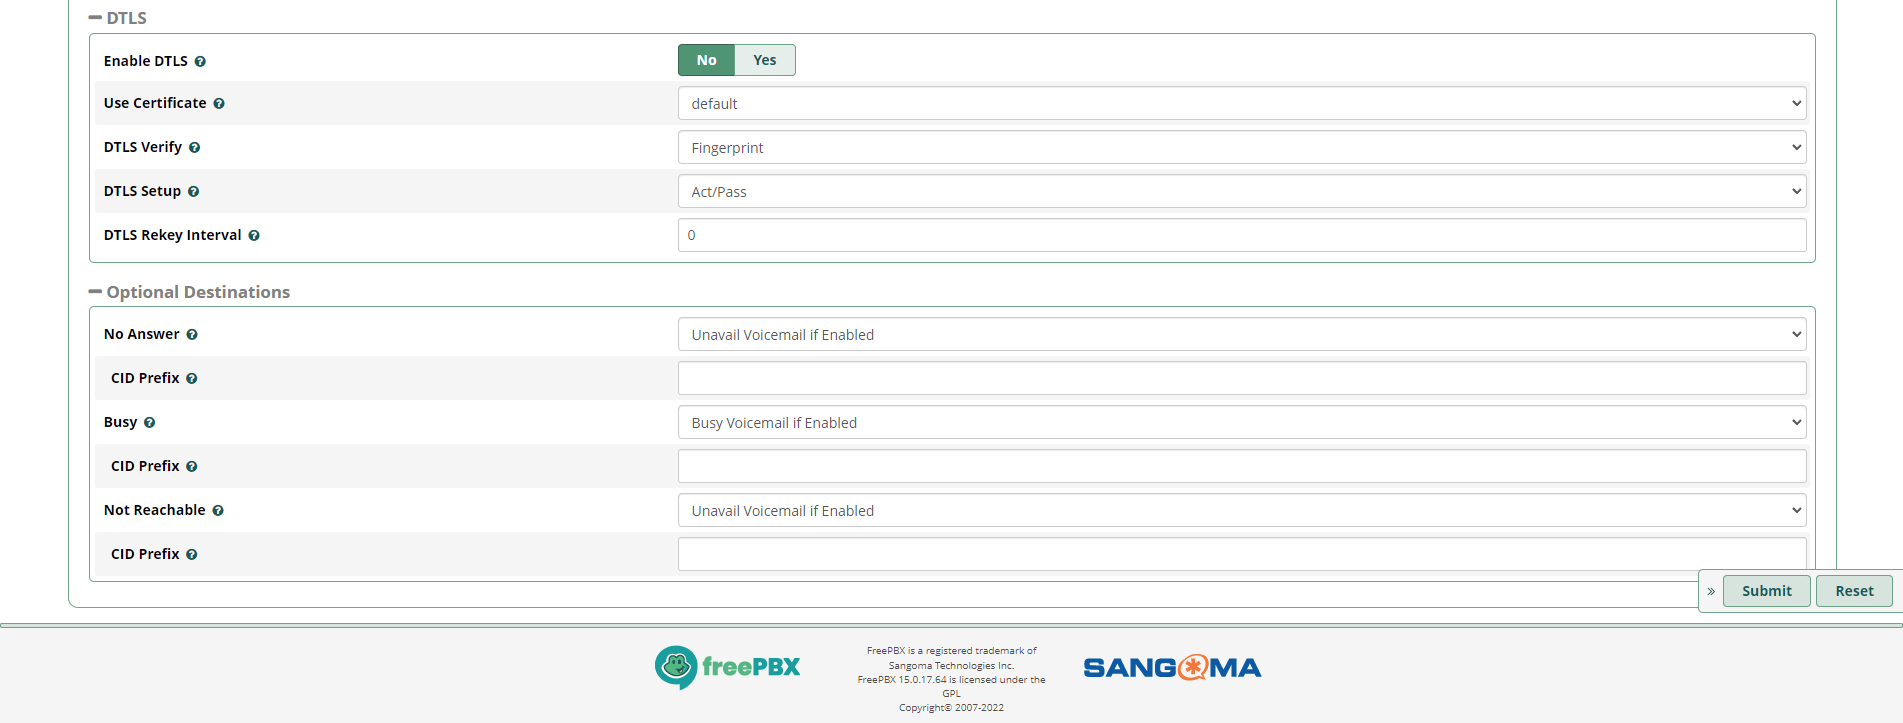 DTLS
Enable DTLS
No Yes
Use Certificate
default
DTLS Verify
Fingerprint
DTLS Setup
Act/Pass
DTLS Rekey Interval
0
Optional Destinations
No Answer
Unavail Voicemail if Enabled
CID Prefix
Busy
Busy Voicemail if Enabled
CID Prefix
Not Reachable
Unavail Voicemail if Enabled
CID Prefix
» Submit Reset
freePBX
FreePBX is a registered trademark of
Sangoma Technologies Inc.
FreePBX 15.0.17.64 is licensed under the
GPL
Copyright© 2007-2022
SANGOMA